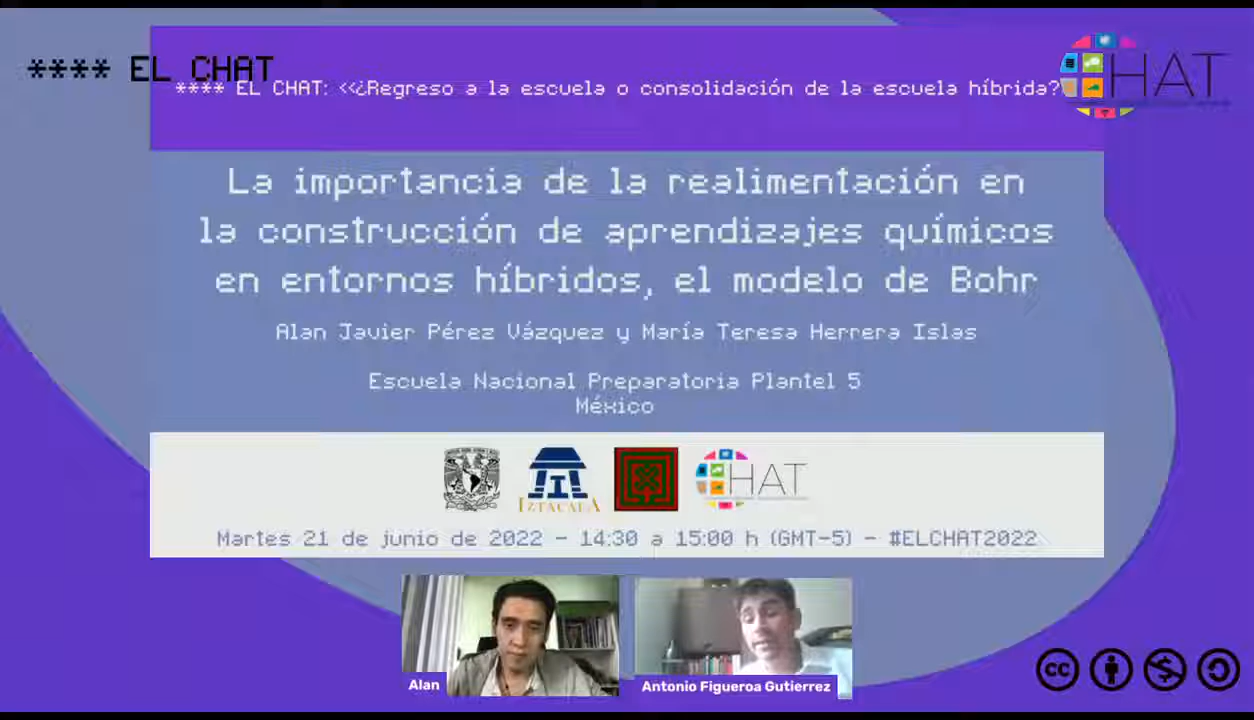 **** EL CHAT
**** EL CHAT: <<¿Regreso a la escuela o consolidación de la escuela híbrida?
HAT
La importancia de la realimentación en
la construcción de aprendizajes químicos
en entornos híbridos, el modelo de Bohr
Alan Javier Pérez Vázquez y María Teresa Herrera Islas
Escuela Nacional Preparatoria Plantel 5
México
IZTACALA
HAT
Martes 21 de junio de 2022 - 14:30 a 15:00 h (GMT-5) - #ELCHAT2022
Alan
Antonio Figueroa Gutierrez
cc